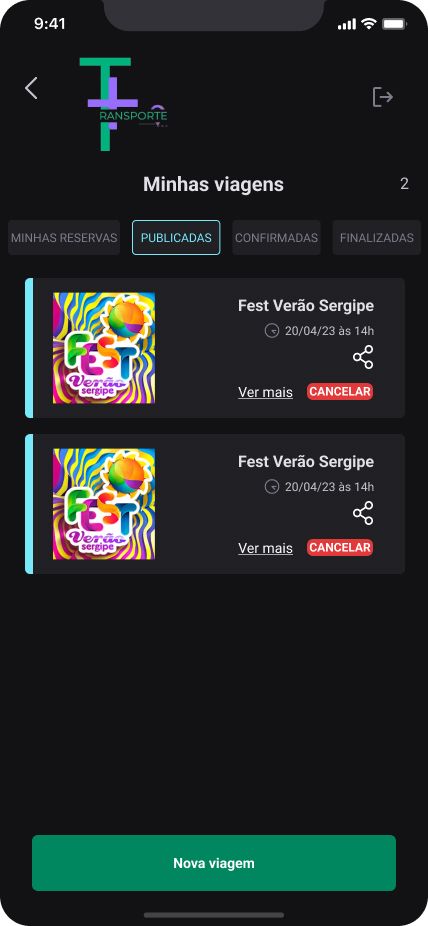 9:41
RANSPORTE
Minhas viagens 2
MINHAS RESERVAS PUBLICADAS CONFIRMADAS FINALIZADAS
FEST
Verão
sergipe
Fest Verão Sergipe
20/04/23 às 14h
Ver mais CANCELAR
FEST
Verão
sergipe
Fest Verão Sergipe
20/04/23 às 14h
Ver mais CANCELAR
Nova viagem